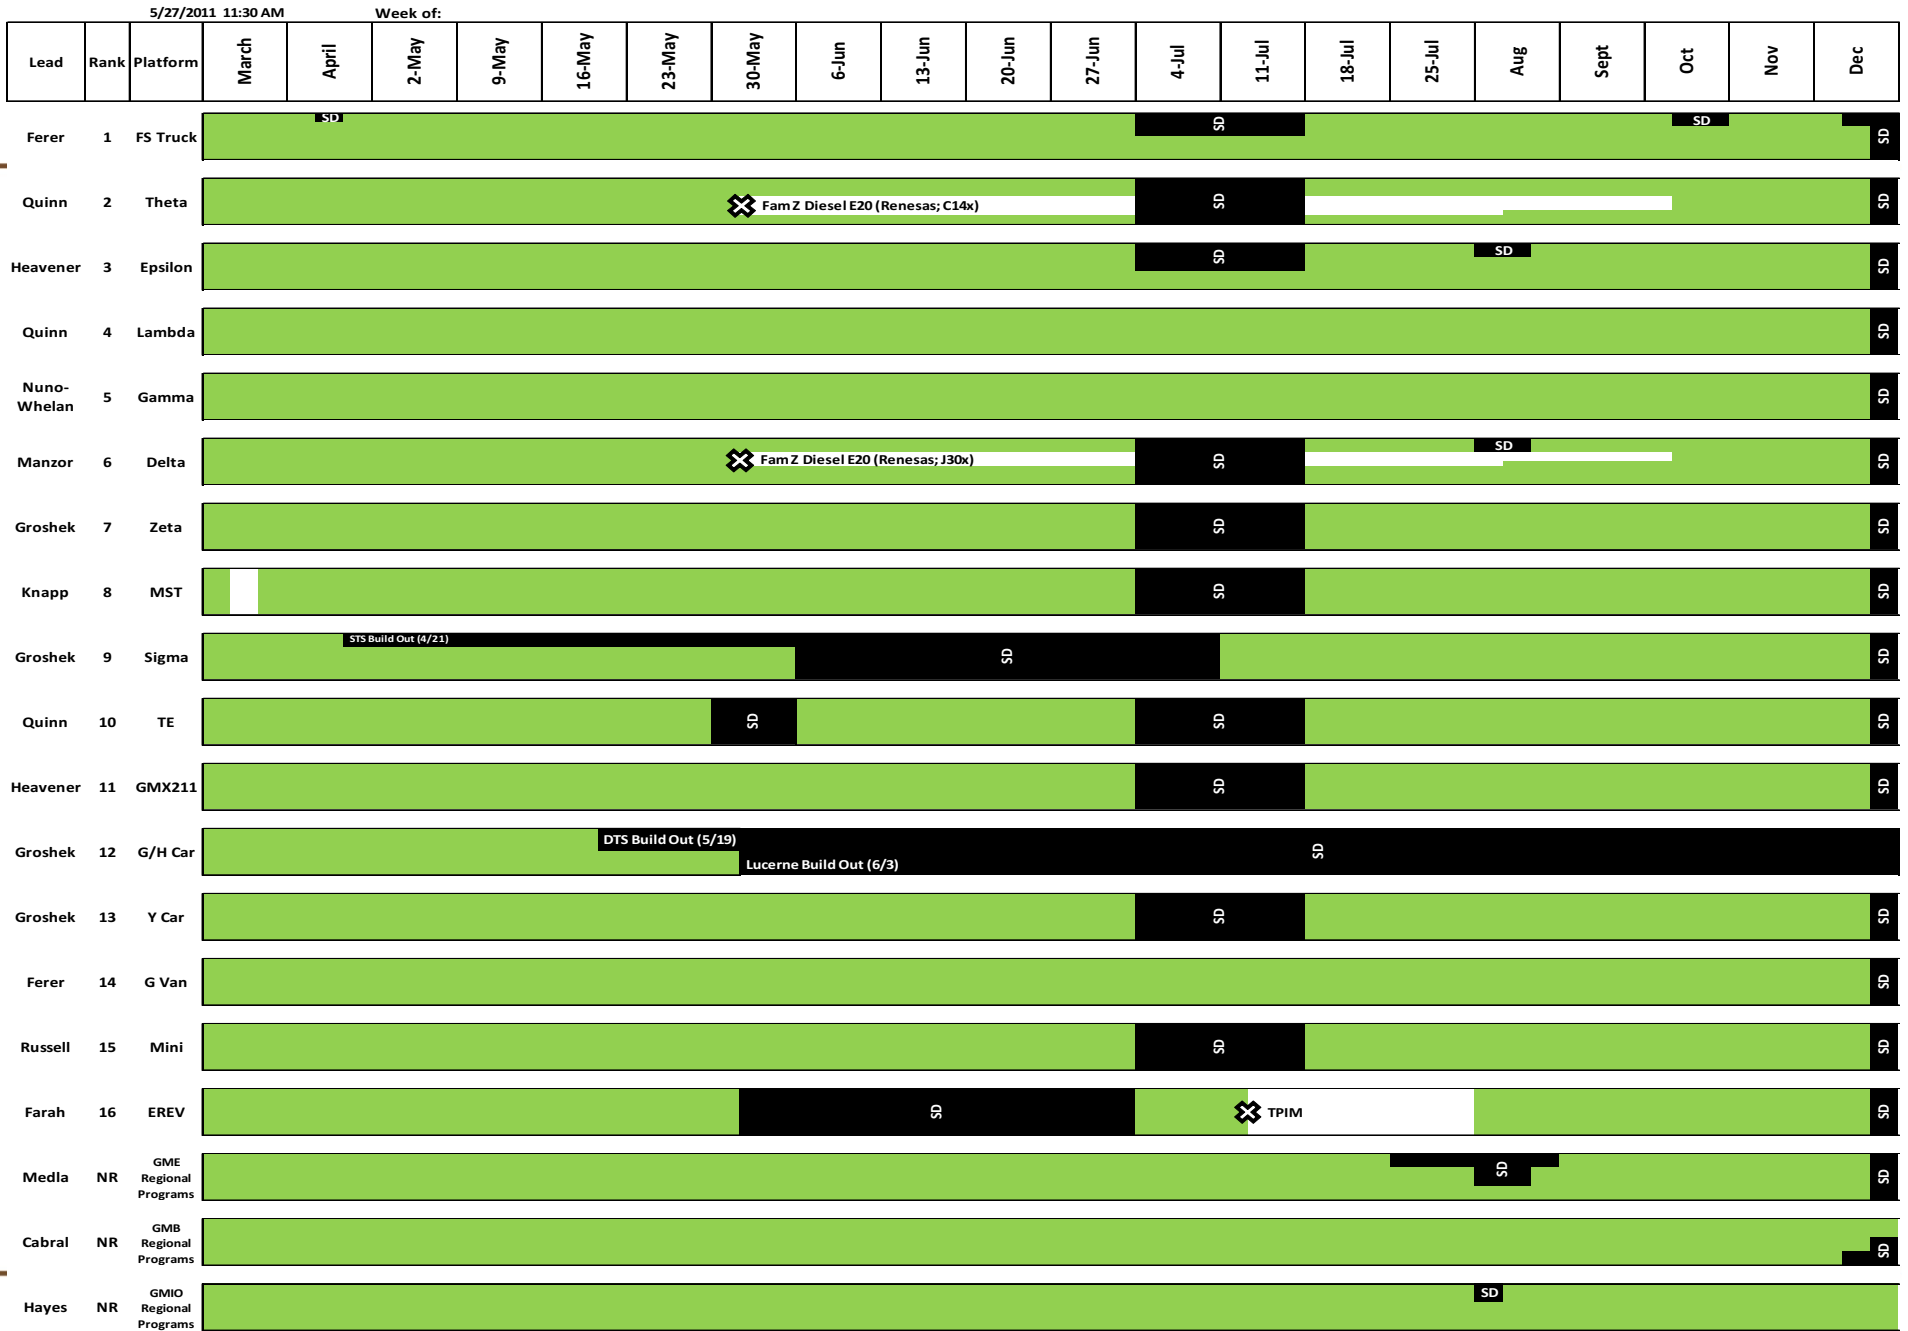 5/27/2011 11:30 AM Week of:
Lead Rank Platform March April 2-May 9-May 16-May 23-May 30-May 6-Jun 13-Jun 20-Jun 27-Jun 4-Jul 11-Jul 18-Jul 25-Jul Aug Sept Oct Nov Dec
Ferer 1 FS Truck SD SD SD SD
Quinn 2 Theta Fam Z Diesel E20 (Renesas; C14x) SD SD
Heavener 3 Epsilon SD SD SD
Quinn 4 Lambda SD
Nuno-
Whelan 5 Gamma SD
Manzor 6 Delta Fam Z Diesel E20 (Renesas; J30x) SD SD SD
Groshek 7 Zeta SD SD
Knapp 8 MST SD SD
Groshek 9 Sigma STS Build Out (4/21) SD SD
Quinn 10 TE SD SD SD
Heavener 11 GMX211 SD SD
Groshek 12 G/H Car DTS Build Out (5/19) SD
Lucerne Build Out (6/3)
Groshek 13 Y Car SD SD
Ferer 14 G Van SD
Russell 15 Mini SD SD
Farah 16 EREV SD TPIM SD
Medla NR GME
Regional
Programs SD SD
Cabral NR GMB
Regional
Programs SD
Hayes NR GMIO
Regional
Programs SD